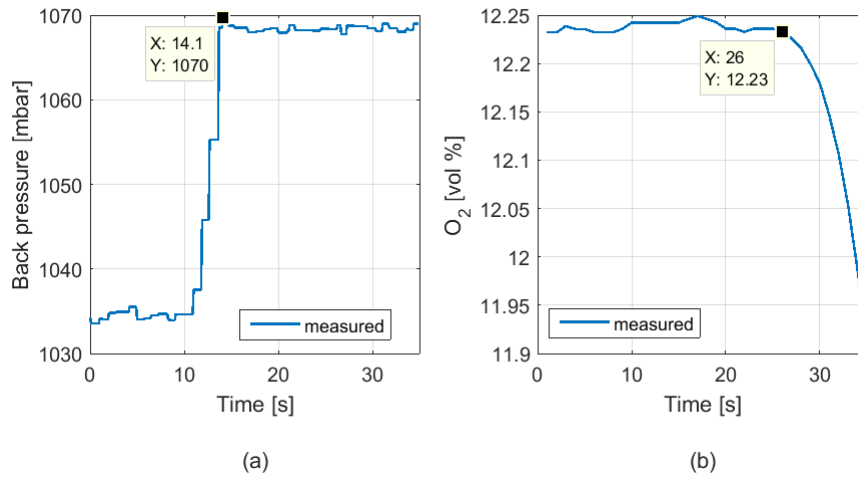 1070
1060
1050
1040
1030
Back pressure [mbar]
X: 14.1
Y: 1070
measured
0
10
20
30
Time [s]
(a)
12.25
12.2
12.15
12.1
12.05
12
11.95
11.9
O2 [vol %]
X: 26
Y: 12.23
measured
0
10
20
30
Time [s]
(b)